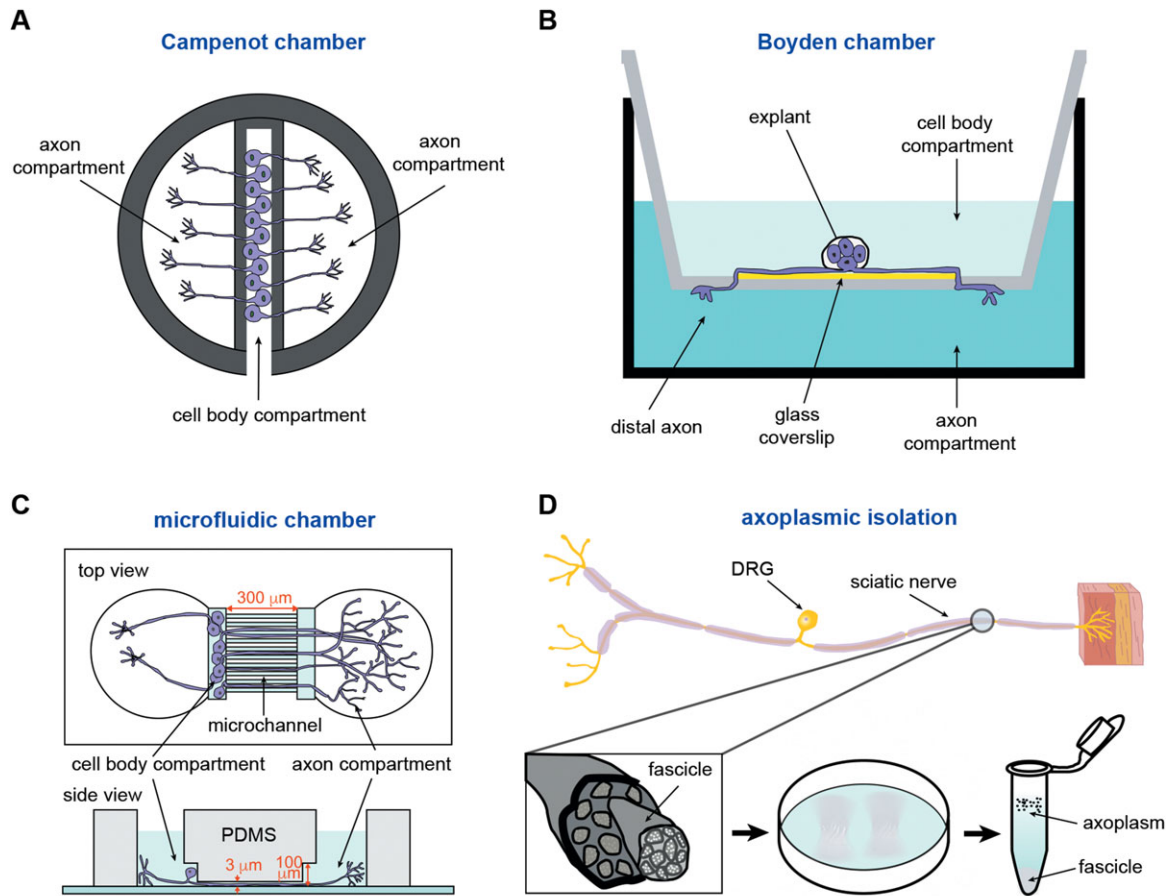 A
Campenot chamber
axon
compartment
axon
compartment
cell body compartment
B
Boyden chamber
explant
cell body
compartment
distal axon
glass
coverslip
axon
compartment
C
microfluidic chamber
top view
300 μm
microchannel
cell body compartment
axon compartment
side view
PDMS
3 μm
100
μm
D
axoplasmic isolation
DRG
sciatic nerve
fascicle
axoplasm
fascicle